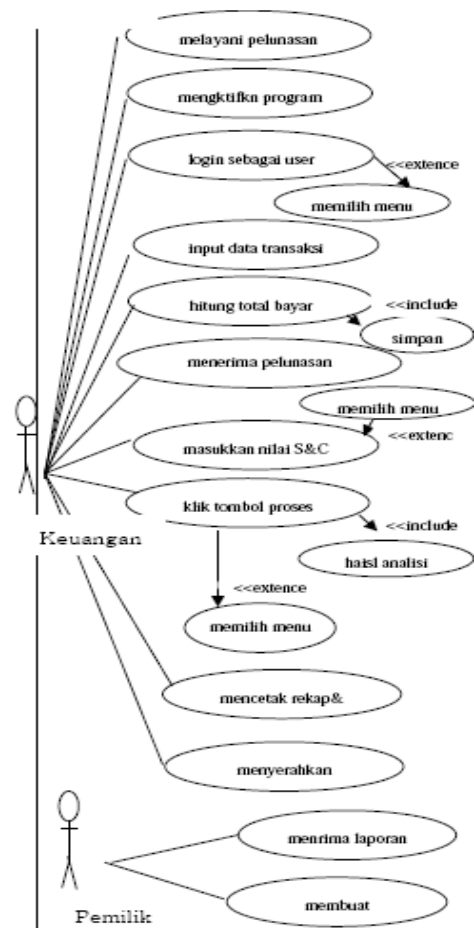 melayani pelunasan
mengktifkn program
login sebagai user
<<extence
memilih menu
input data transaksi
hitung total bayar
<<include
simpan
menerima pelunasan
memilih menu
<<extenc
masukkan nilai S&C
klik tombol proses
<<include
Keuangan
haisl analisi
<<extence
memilih menu
mencetak rekap&
menyerahkan
menrima laporan
membuat
Pemilik